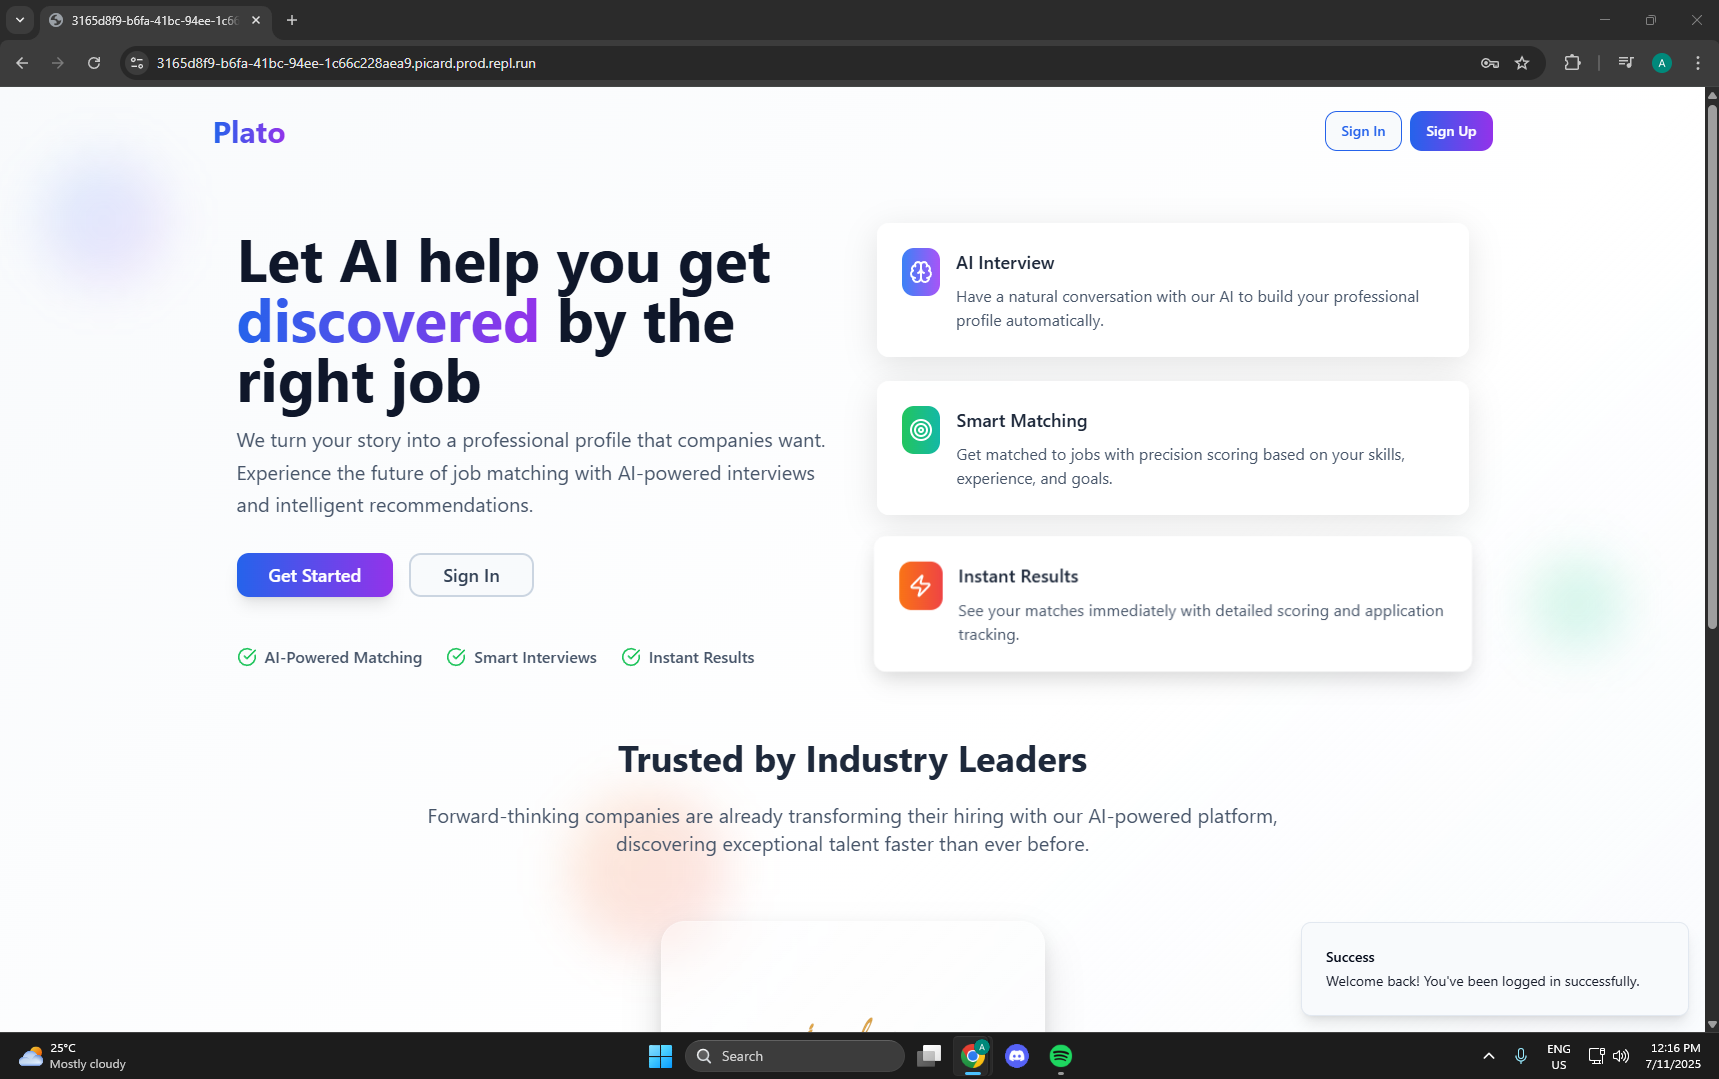 3165d8f9-b6fa-41bc-94ee-1c66
3165d8f9-b6fa-41bc-94ee-1c66c228aea9.picard.prod.repl.run
A
Plato
Sign In
Sign Up
Let AI help you get
discovered by the
right job
We turn your story into a professional profile that companies want.
Experience the future of job matching with AI-powered interviews
and intelligent recommendations.
Get Started
Sign In
AI-Powered Matching
Smart Interviews
Instant Results
AI Interview
Have a natural conversation with our AI to build your professional
profile automatically.
Smart Matching
Get matched to jobs with precision scoring based on your skills,
experience, and goals.
Instant Results
See your matches immediately with detailed scoring and application
tracking.
Trusted by Industry Leaders
Forward-thinking companies are already transforming their hiring with our AI-powered platform,
discovering exceptional talent faster than ever before.
Success
Welcome back! You've been logged in successfully.
25°C
Mostly cloudy
Search
A
ENG
US
12:16 PM
7/11/2025